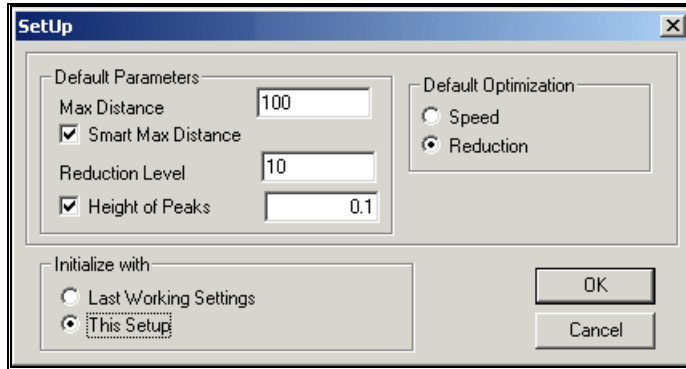 SetUp
Default Parameters
Max Distance 100
Smart Max Distance
Reduction Level 10
Height of Peaks 0.1
Default Optimization
Speed
Reduction
Initialize with
Last Working Settings
This Setup
OK
Cancel